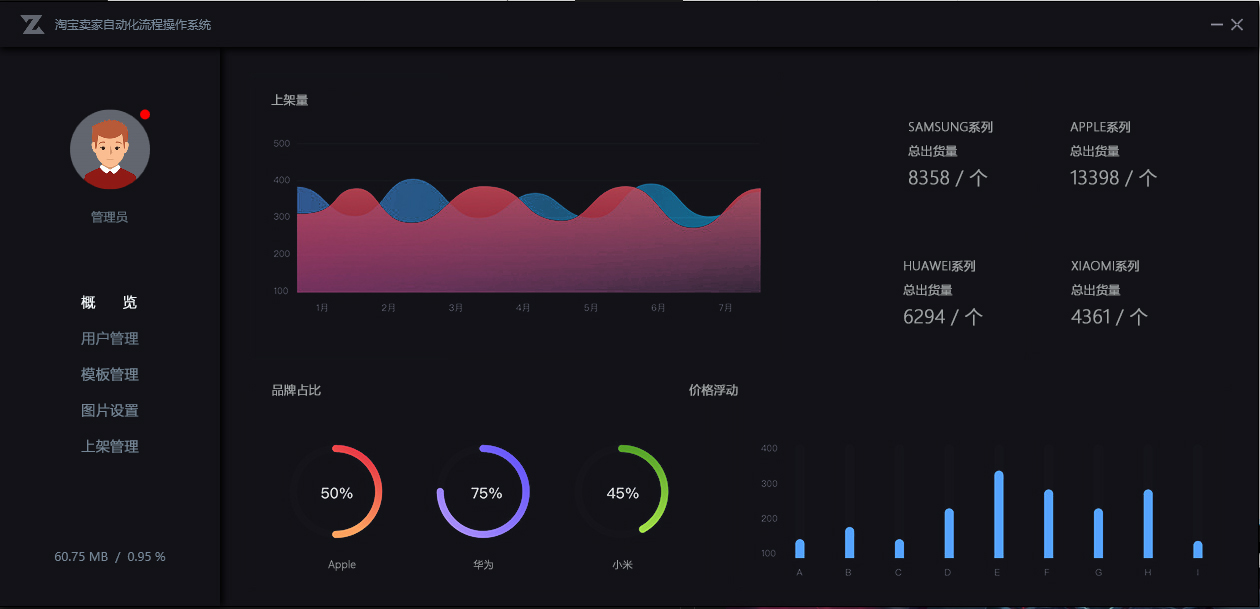 淘宝卖家自动化流程操作系统
管理员
概 览
用户管理
模板管理
图片设置
上架管理
60.75 MB / 0.95 %
上架量
500
400
300
200
100
1月 2月 3月 4月 5月 6月 7月
SAMSUNG系列
总出货量
8358 / 个
APPLE系列
总出货量
13398 / 个
HUAWEI系列
总出货量
6294 / 个
XIAOMI系列
总出货量
4361 / 个
品牌占比
50%
Apple
75%
华为
45%
小米
价格浮动
400
300
200
100
A B C D E F G H I